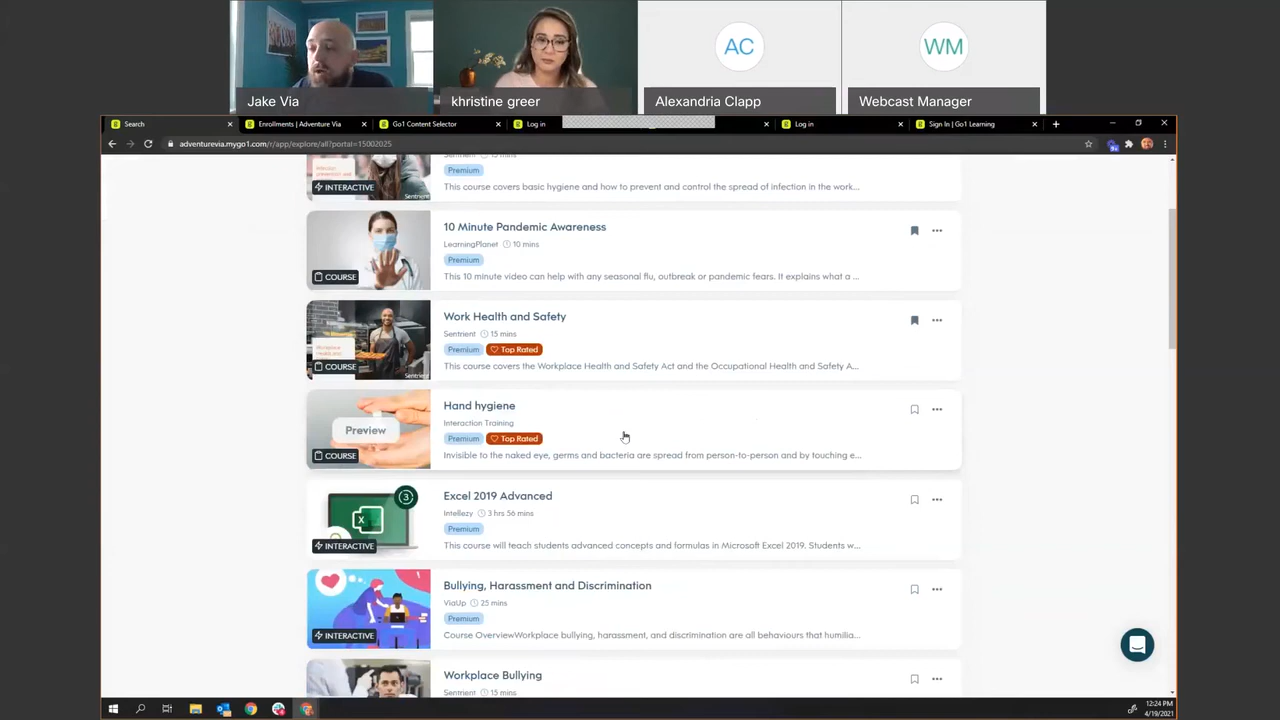 AC
WM
Jake Via
khristine greer
Alexandria Clapp
Webcast Manager
Search
Enrollments | Adventure Via
Go1 Content Selector
Log in
Log in
Sign In | Go1 Learning
adventurevia.mygo1.com/r/app/explore/all?portal=15002025
Premium
INTERACTIVE
Sentrient
This course covers basic hygiene and how to prevent and control the spread of infection in the work...
10 Minute Pandemic Awareness
LearningPlanet 10 mins
Premium
COURSE
This 10 minute video can help with any seasonal flu, outbreak or pandemic fears. It explains what a ...
Work Health and Safety
Sentrient 15 mins
Premium Top Rated
COURSE
Sentrient
This course covers the Workplace Health and Safety Act and the Occupational Health and Safety A...
Hand hygiene
Interaction Training
Preview
Premium Top Rated
COURSE
Invisible to the naked eye, germs and bacteria are spread from person-to-person and by touching e...
Excel 2019 Advanced
3
Intellezy 3 hrs 56 mins
Premium
INTERACTIVE
This course will teach students advanced concepts and formulas in Microsoft Excel 2019. Students w...
Bullying, Harassment and Discrimination
ViaUp 25 mins
Premium
INTERACTIVE
Course OverviewWorkplace bullying, harassment, and discrimination are all behaviours that humilia...
Workplace Bullying
Sentrient 15 mins
12:24 PM
4/19/2021